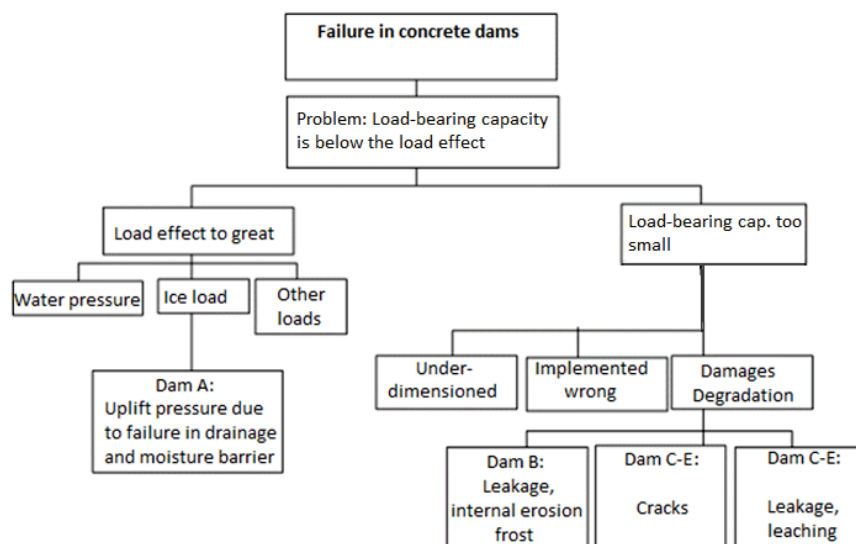 Failure in concrete dams
Problem: Load-bearing capacity
is below the load effect
Load effect to great
Load-bearing cap. too
small
Water pressure
Ice load
Other
loads
Under-
dimensioned
Implemented
wrong
Damages
Degradation
Dam A:
Uplift pressure due
to failure in drainage
and moisture barrier
Dam B:
Leakage,
internal erosion
frost
Dam C-E:
Cracks
Dam C-E:
Leakage,
leaching